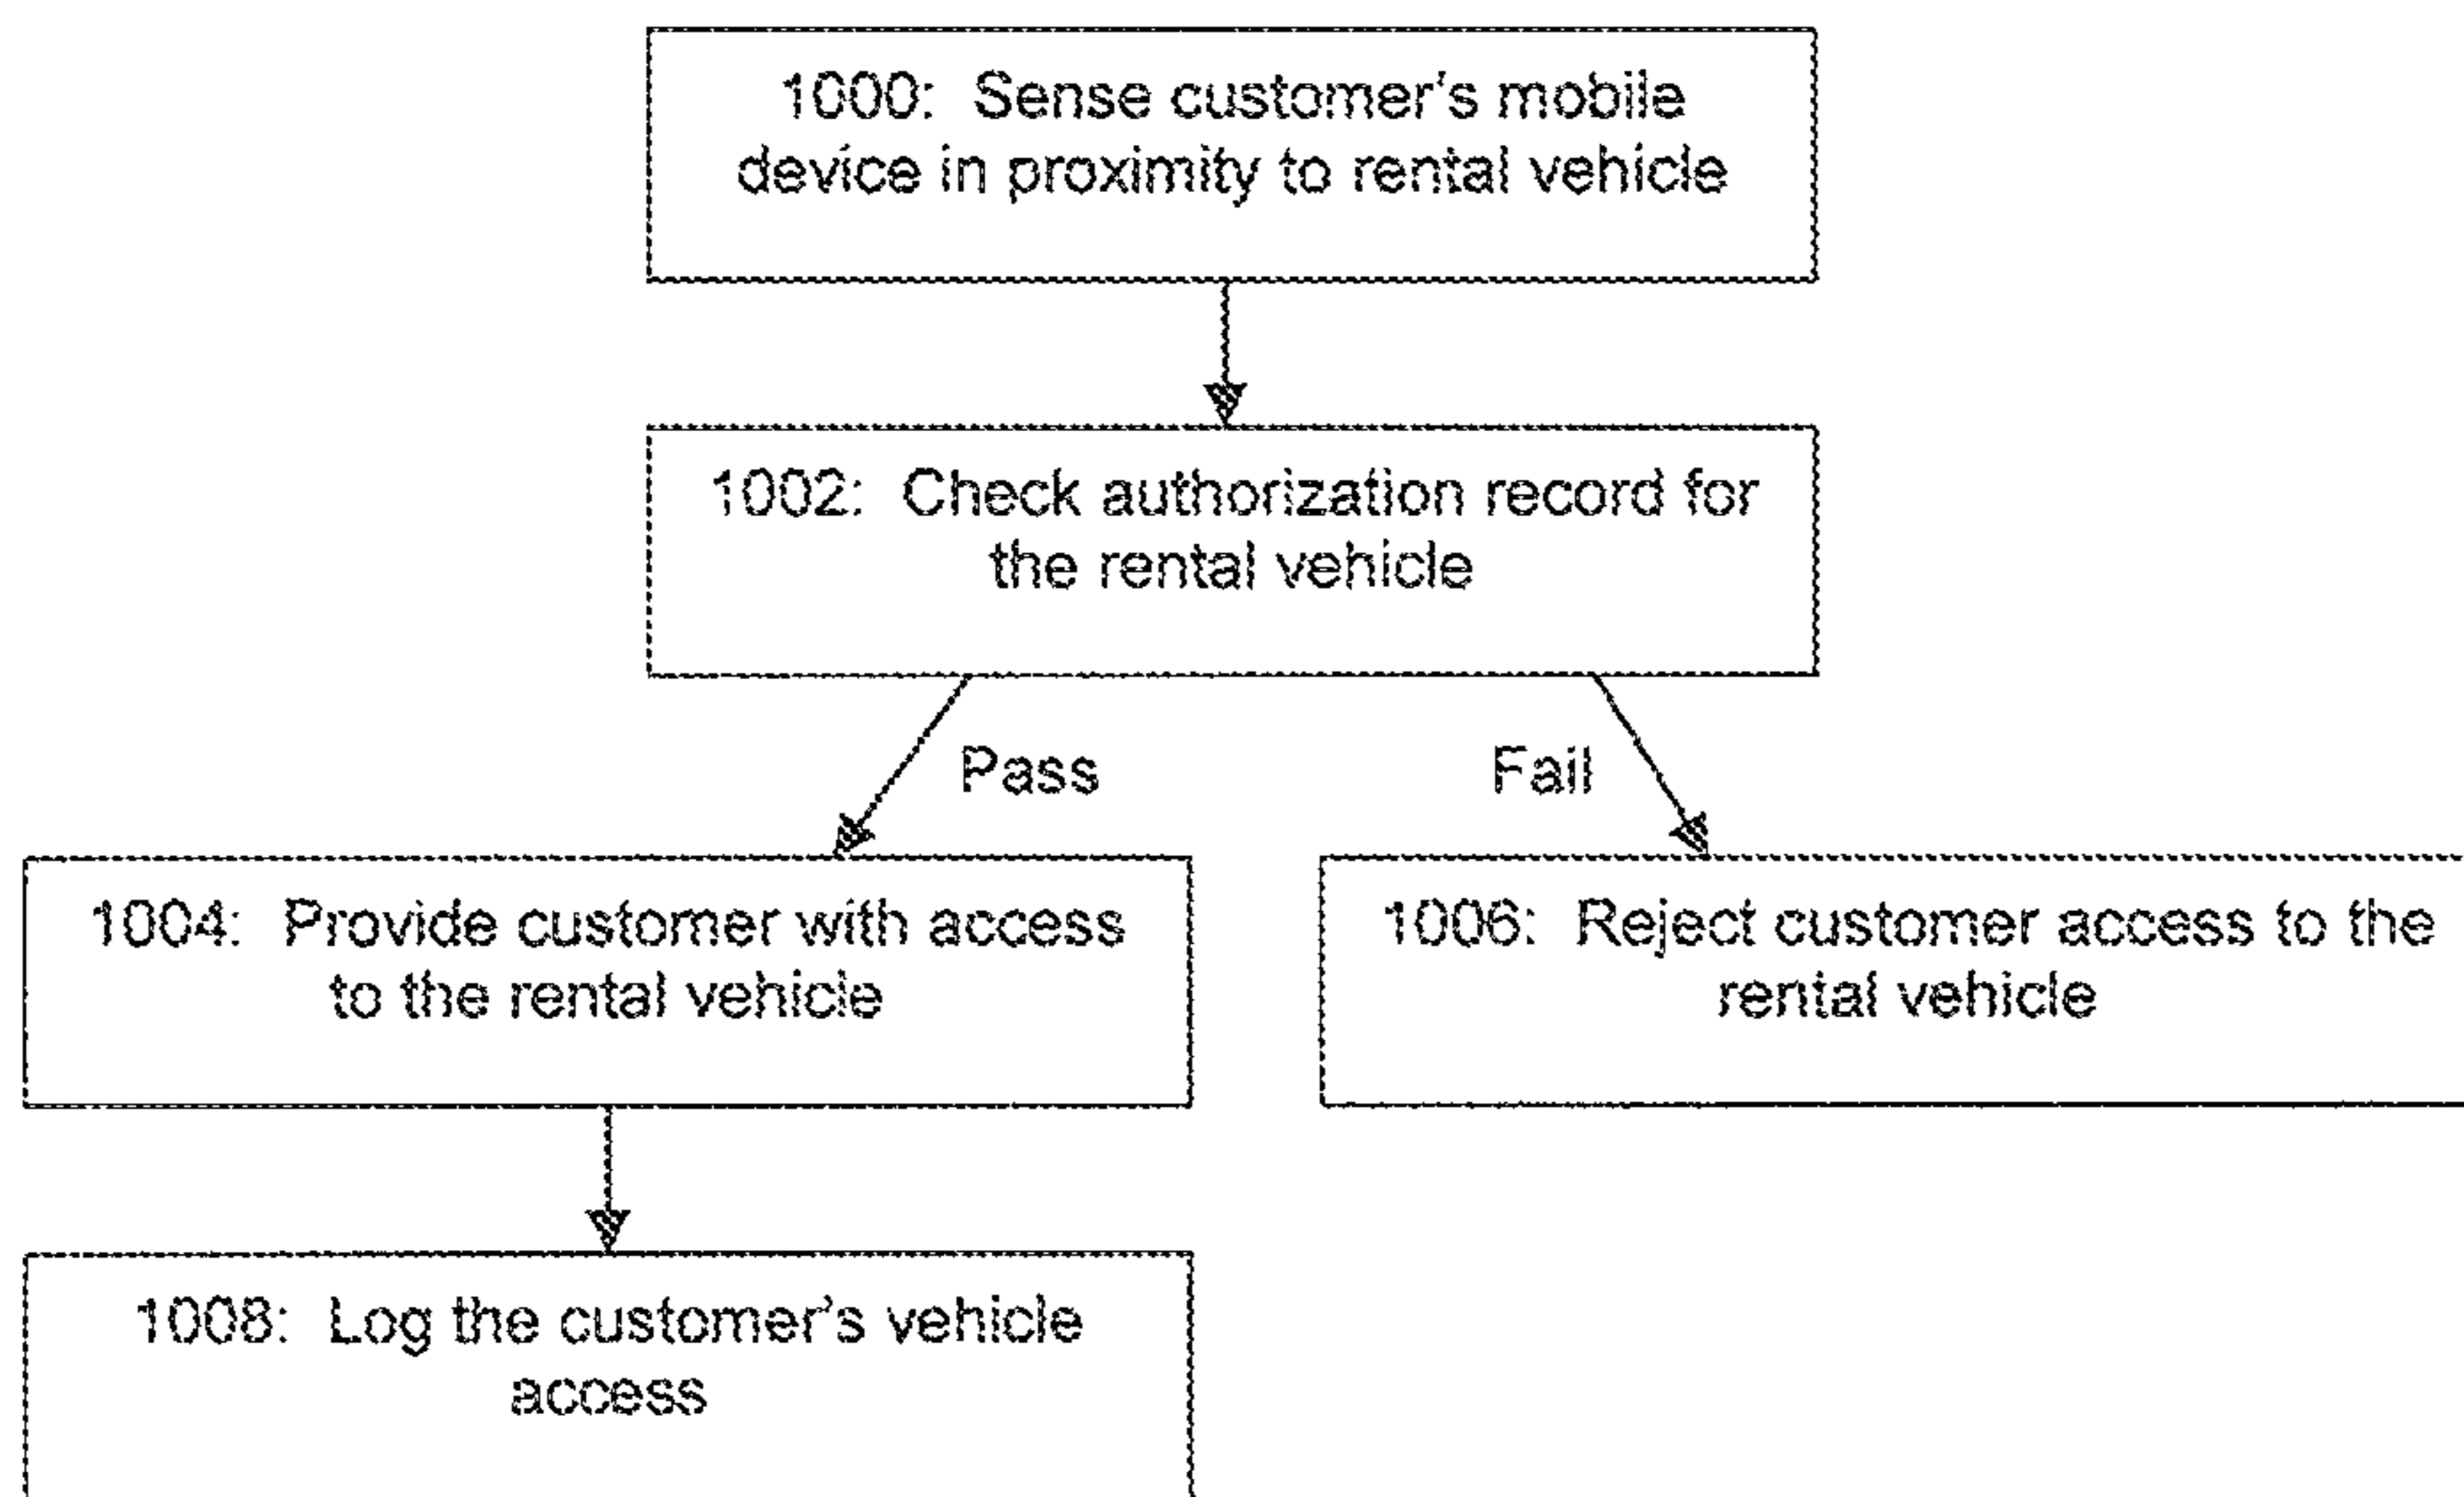 1000: Sense customer's mobile
device in proximity to rental vehicle
1002: Check authorization record for
the rental vehicle
Pass
Fail
1004: Provide customer with access
to the rental vehicle
1006: Reject customer access to the
rental vehicle
1008: Log the customer's vehicle
access